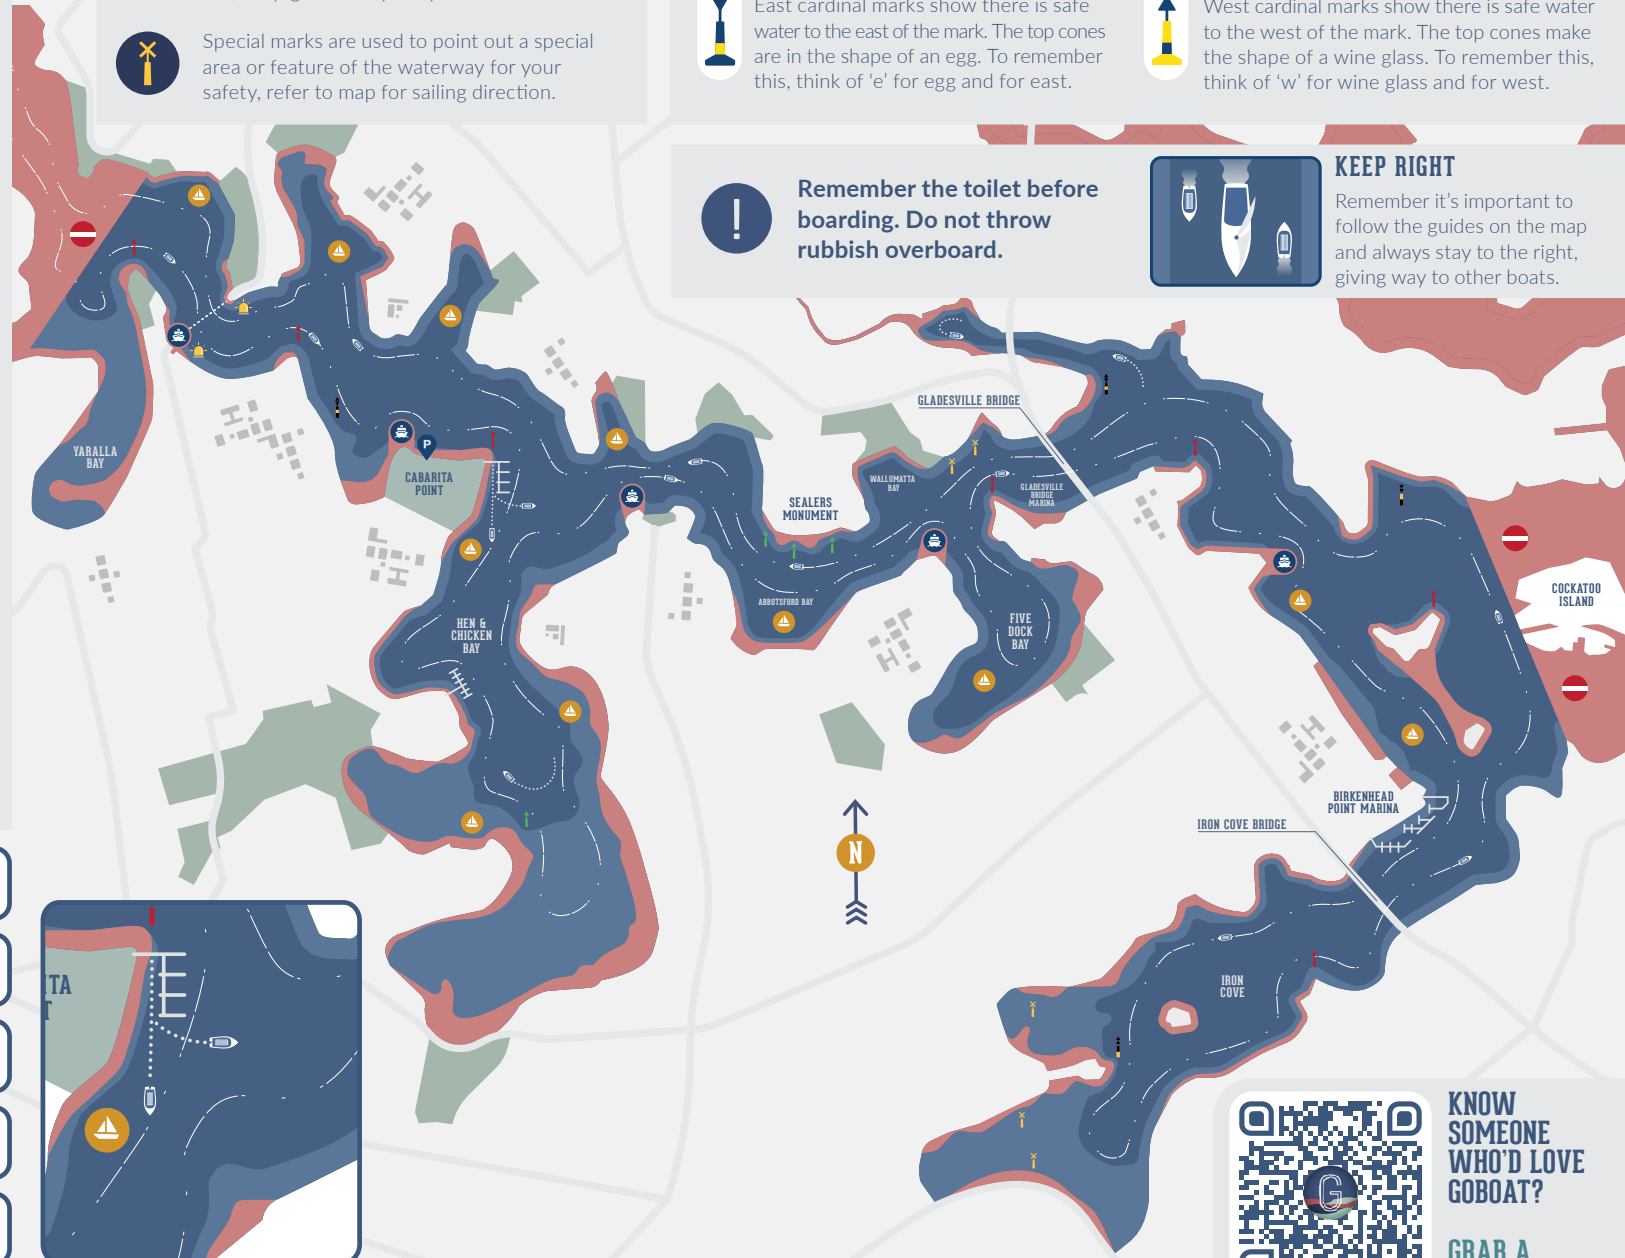 East cardinal marks show there is safe
water to the east of the mark. The top cones
are in the shape of an egg. To remember
this, think of ‘e’ for egg and for east.
West cardinal marks show there is safe water
to the west of the mark. The top cones make
the shape of a wine glass. To remember this,
think of ‘w’ for wine glass and for west.
Special marks are used to point out a special
area or feature of the waterway for your
safety, refer to map for sailing direction.
!
Remember the toilet before
boarding. Do not throw
rubbish overboard.
KEEP RIGHT
Remember it’s important to
follow the guides on the map
and always stay to the right,
giving way to other boats.
GLADESVILLE BRIDGE
YARALLA
BAY
P
CABARITA
POINT
WALLUMATTA
BAY
GLADESVILLE
BRIDGE
MARINA
SEALERS
MONUMENT
ABBOTSFORD BAY
COCKATOO
ISLAND
HEN &
CHICKEN
BAY
FIVE
DOCK
BAY
BIRKENHEAD
POINT MARINA
IRON COVE BRIDGE
N
IRON
COVE
ITA
T
KNOW
SOMEONE
WHO’D LOVE
GOBOAT?
G
GRAB A